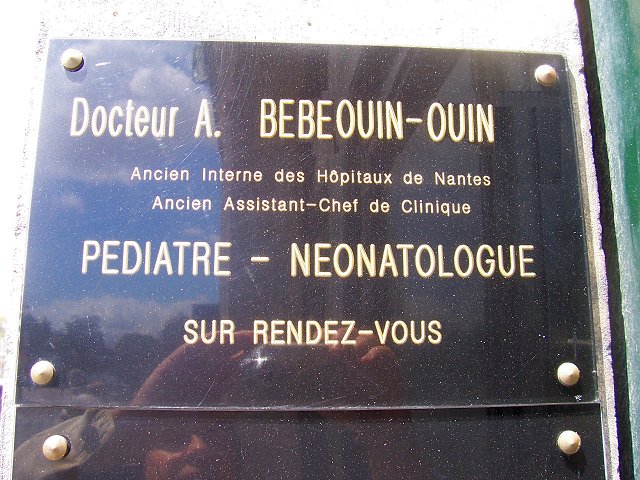 Docteur A. BEBEOUIN-OUIN
Ancien Interne des Hôpitaux de Nantes
Ancien Assistant-Chef de Clinique
PEDIATRE - NEONATOLOGUE
SUR RENDEZ-VOUS